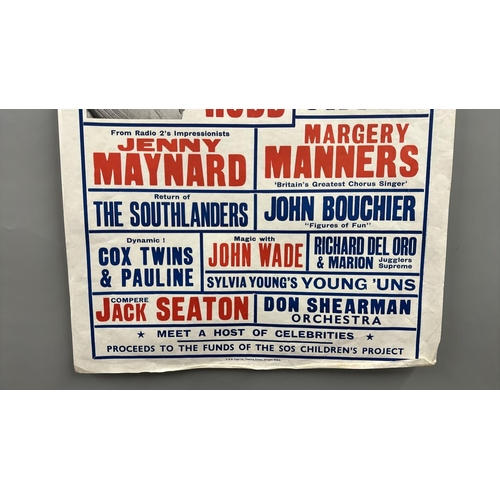 From Radio 2's Impressionists
JENNY
MAYNARD
MARGERY
MANNERS
'Britain's Greatest Chorus Singer'
Return of
THE SOUTHLANDERS
JOHN BOUCHIER
"Figures of Fun"
Dynamic!
COX TWINS
& PAULINE
Magic with
JOHN WADE
RICHARD DEL ORO
& MARION Jugglers Supreme
SYLVIA YOUNG'S YOUNG 'UNS
COMPERE
JACK SEATON
DON SHEARMAN
ORCHESTRA
★ MEET A HOST OF CELEBRITIES ★
PROCEEDS TO THE FUNDS OF THE SOS CHILDREN'S PROJECT